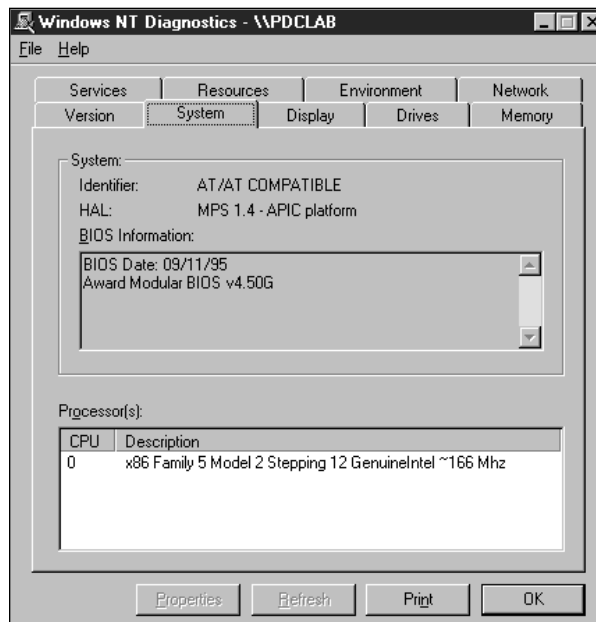 Windows NT Diagnostics - \\PDCLAB
File Help
Services Resources Environment Network
Version System Display Drives Memory
System:
Identifier: AT/AT COMPATIBLE
HAL: MPS 1.4 - APIC platform
BIOS Information:
BIOS Date: 09/11/95
Award Modular BIOS v4.50G
Processor(s):
CPU Description
0 x86 Family 5 Model 2 Stepping 12 GenuineIntel ~166 Mhz
Properties Refresh Print OK